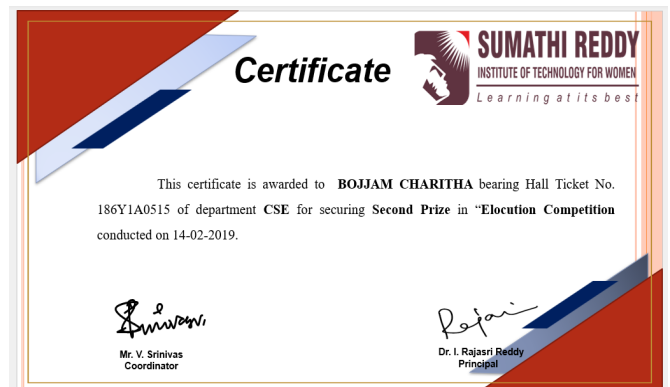 Certificate
SUMATHI REDDY
INSTITUTE OF TECHNOLOGY FOR WOMEN
Learning at its best
This certificate is awarded to BOJJAM CHARITHA bearing Hall Ticket No.
186Y1A0515 of department CSE for securing Second Prize in “Elocution Competition
conducted on 14-02-2019.
Srinivas
Mr. V. Srinivas
Coordinator
Rajasri
Dr. I. Rajasri Reddy
Principal